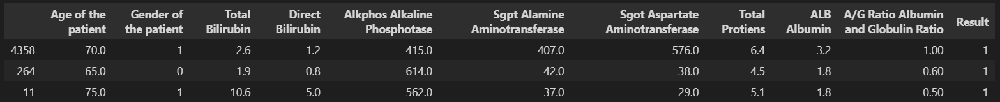 Age of the patient Gender of the patient Total Bilirubin Direct Bilirubin Alkphos Alkaline Phosphotase Sgpt Alamine Aminotransferase Sgot Aspartate Aminotransferase Total Protiens ALB Albumin A/G Ratio Albumin and Globulin Ratio Result
4358 70.0 1 2.6 1.2 415.0 407.0 576.0 6.4 3.2 1.00 1
264 65.0 0 1.9 0.8 614.0 42.0 38.0 4.5 1.8 0.60 1
11 75.0 1 10.6 5.0 562.0 37.0 29.0 5.1 1.8 0.50 1